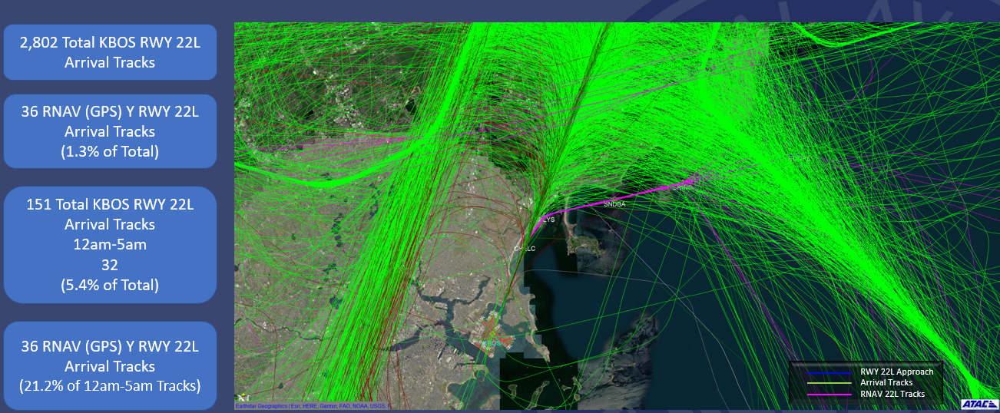 2,802 Total KBOS RWY 22L
Arrival Tracks
36 RNAV (GPS) Y RWY 22L
Arrival Tracks
(1.3% of Total)
151 Total KBOS RWY 22L
Arrival Tracks
12am-5am
32
(5.4% of Total)
36 RNAV (GPS) Y RWY 22L
Arrival Tracks
(21.2% of 12am-5am Tracks)
SNDBA
KBOS
RWY 22L Approach
Arrival Tracks
RNAV 22L Tracks
Earthstar Geographics | Esri, HERE, Garmin, FAO, NOAA, USGS,
ATAC